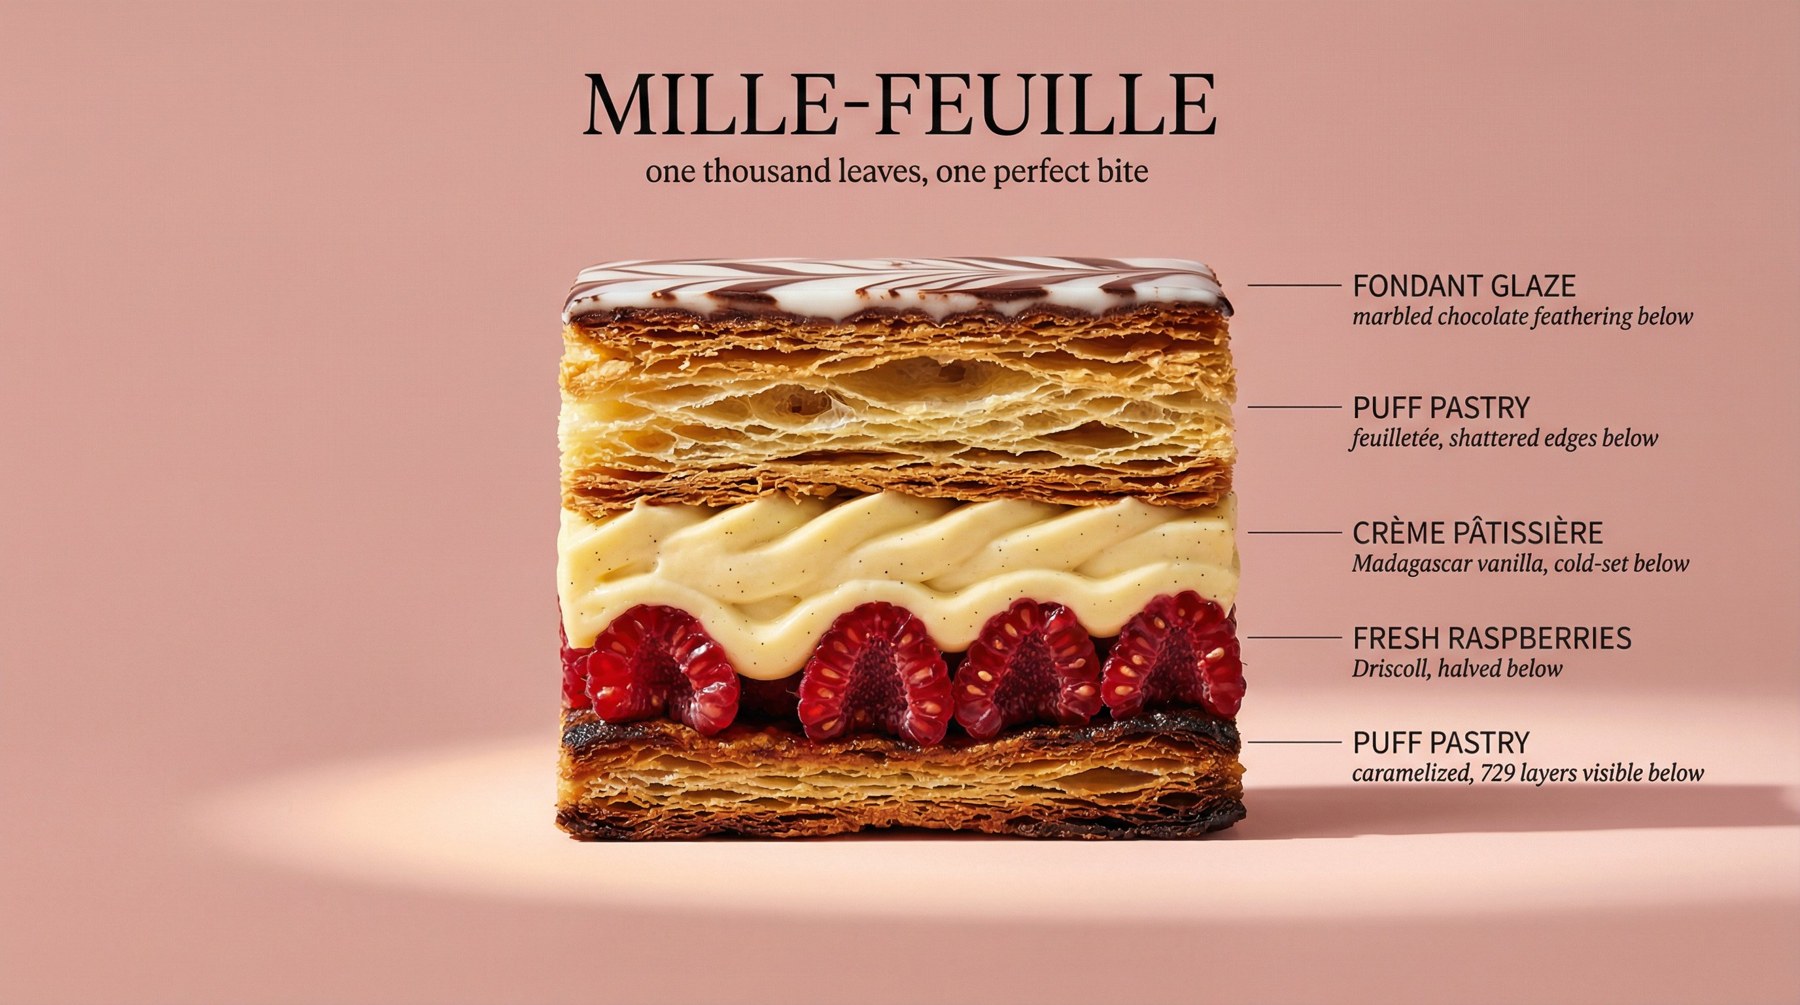 MILLE-FEUILLE
one thousand leaves, one perfect bite
FONDANT GLAZE
marbled chocolate feathering below
PUFF PASTRY
feuilletée, shattered edges below
CRÈME PÂTISSIÈRE
Madagascar vanilla, cold-set below
FRESH RASPBERRIES
Driscoll, halved below
PUFF PASTRY
caramelized, 729 layers visible below